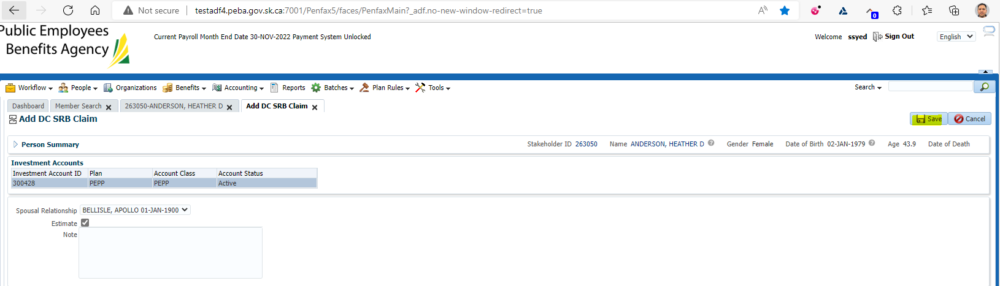 Not secure | testadf4.peba.gov.sk.ca:7001/Penfax5/faces/PenfaxMain?_adf.no-new-window-redirect=true
0
Public Employees
Benefits Agency
Current Payroll Month End Date 30-NOV-2022 Payment System Unlocked
Welcome ssyed Sign Out English
Workflow People Organizations Benefits Accounting Reports Batches Plan Rules Tools Search
Dashboard Member Search 263050-ANDERSON, HEATHER D Add DC SRB Claim
Add DC SRB Claim Save Cancel
Person Summary Stakeholder ID 263050 Name ANDERSON, HEATHER D Gender Female Date of Birth 02-JAN-1979 Age 43.9 Date of Death
Investment Accounts
Investment Account ID Plan Account Class Account Status
300428 PEPP PEPP Active
Spousal Relationship BELLISLE, APOLLO 01-JAN-1900
Estimate
Note